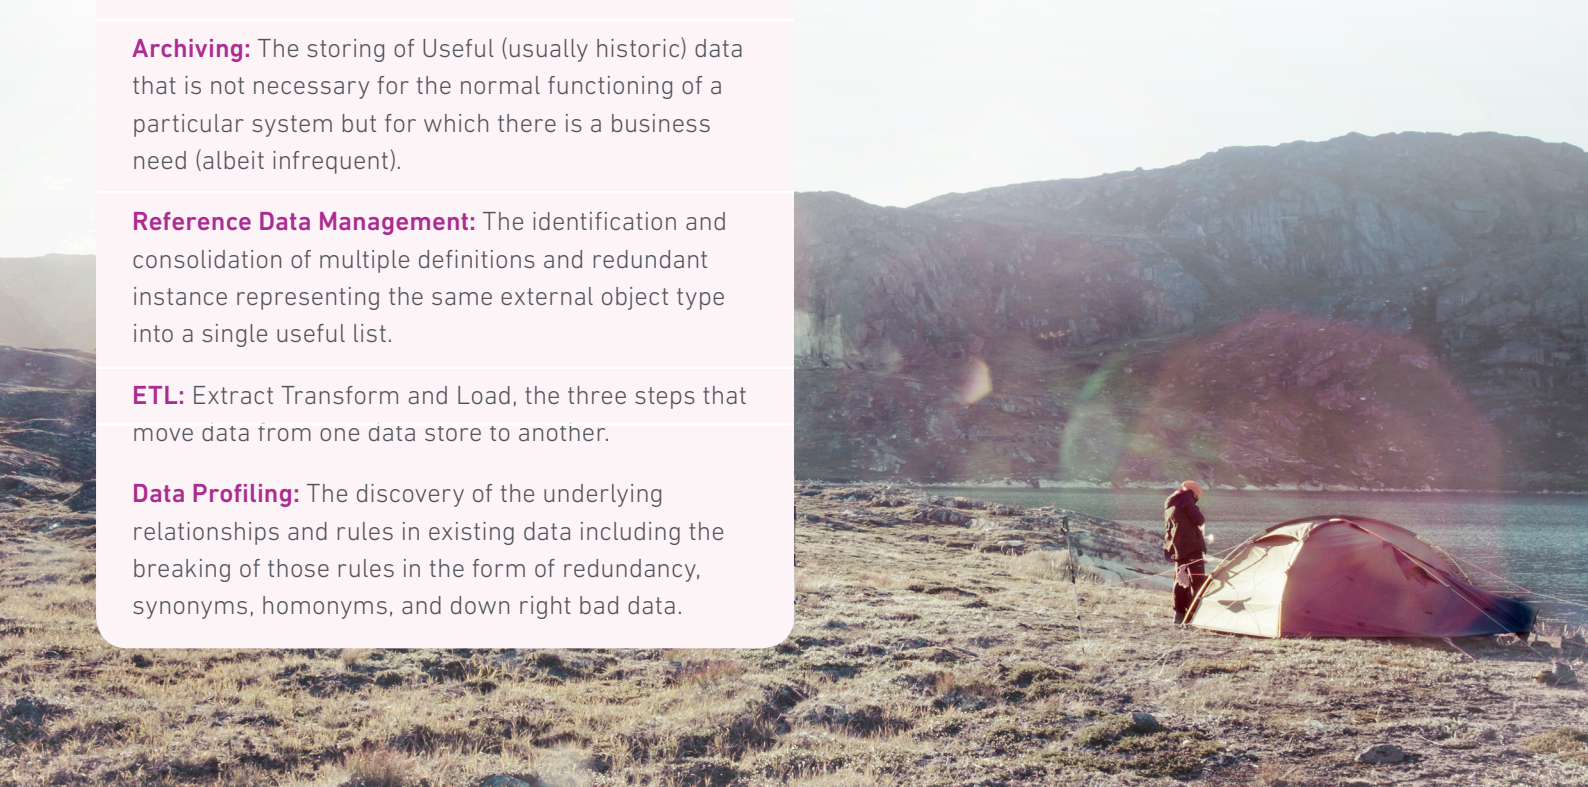 Archiving: The storing of Useful (usually historic) data
that is not necessary for the normal functioning of a
particular system but for which there is a business
need (albeit infrequent).
Reference Data Management: The identification and
consolidation of multiple definitions and redundant
instance representing the same external object type
into a single useful list.
ETL: Extract Transform and Load, the three steps that
move data from one data store to another.
Data Profiling: The discovery of the underlying
relationships and rules in existing data including the
breaking of those rules in the form of redundancy,
synonyms, homonyms, and down right bad data.